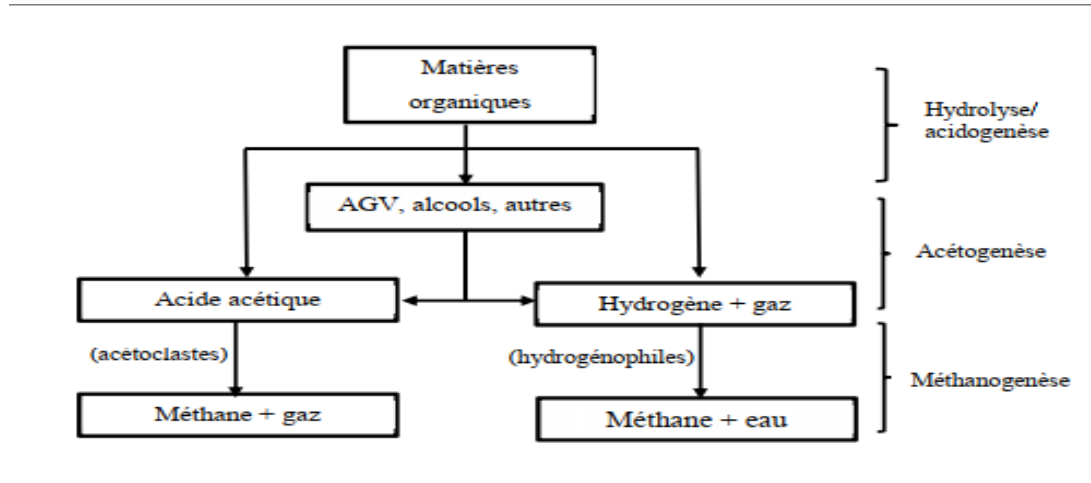 Matières
organiques
Hydrolyse/
acidogenèse
AGV, alcools, autres
Acétogenèse
Acide acétique
Hydrogène + gaz
(acétoclastes)
(hydrogénophiles)
Méthanogenèse
Méthane + gaz
Méthane + eau